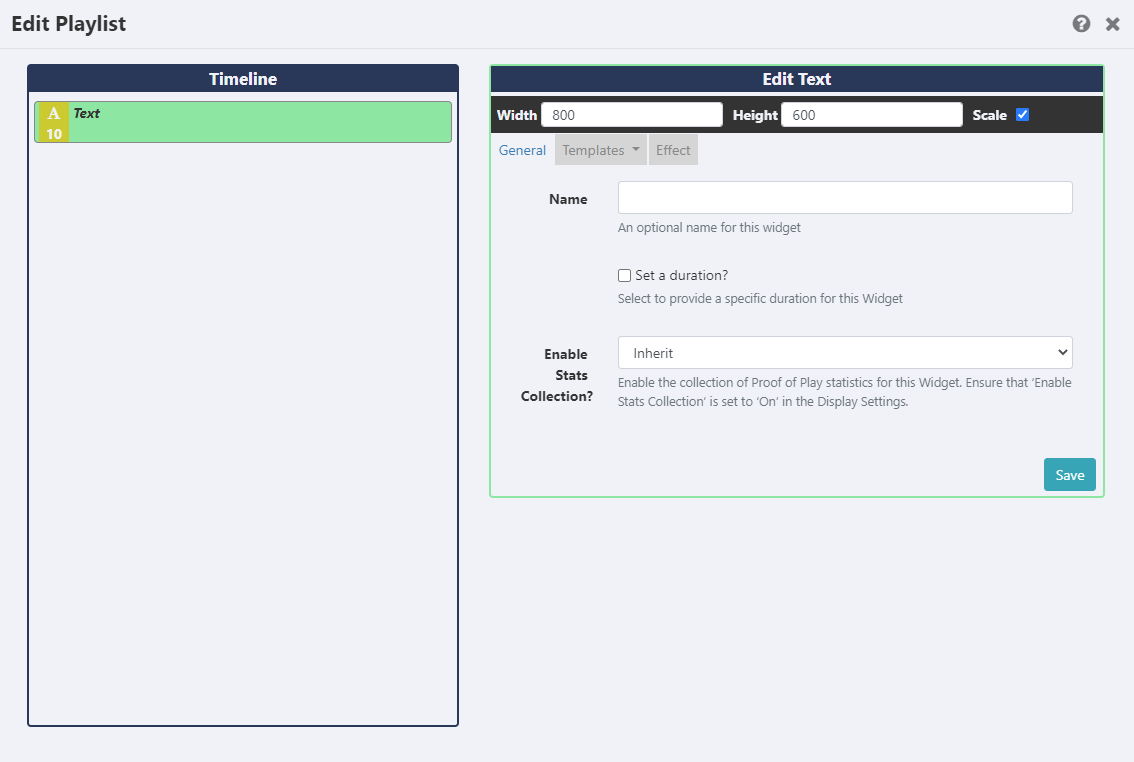 Edit Playlist
Timeline
A Text
10
Edit Text
Width 800 Height 600 Scale
General Templates Effect
Name
An optional name for this widget
Set a duration?
Select to provide a specific duration for this Widget
Enable Stats Collection? Inherit
Enable the collection of Proof of Play statistics for this Widget. Ensure that ‘Enable
Stats Collection’ is set to ‘On’ in the Display Settings.
Save